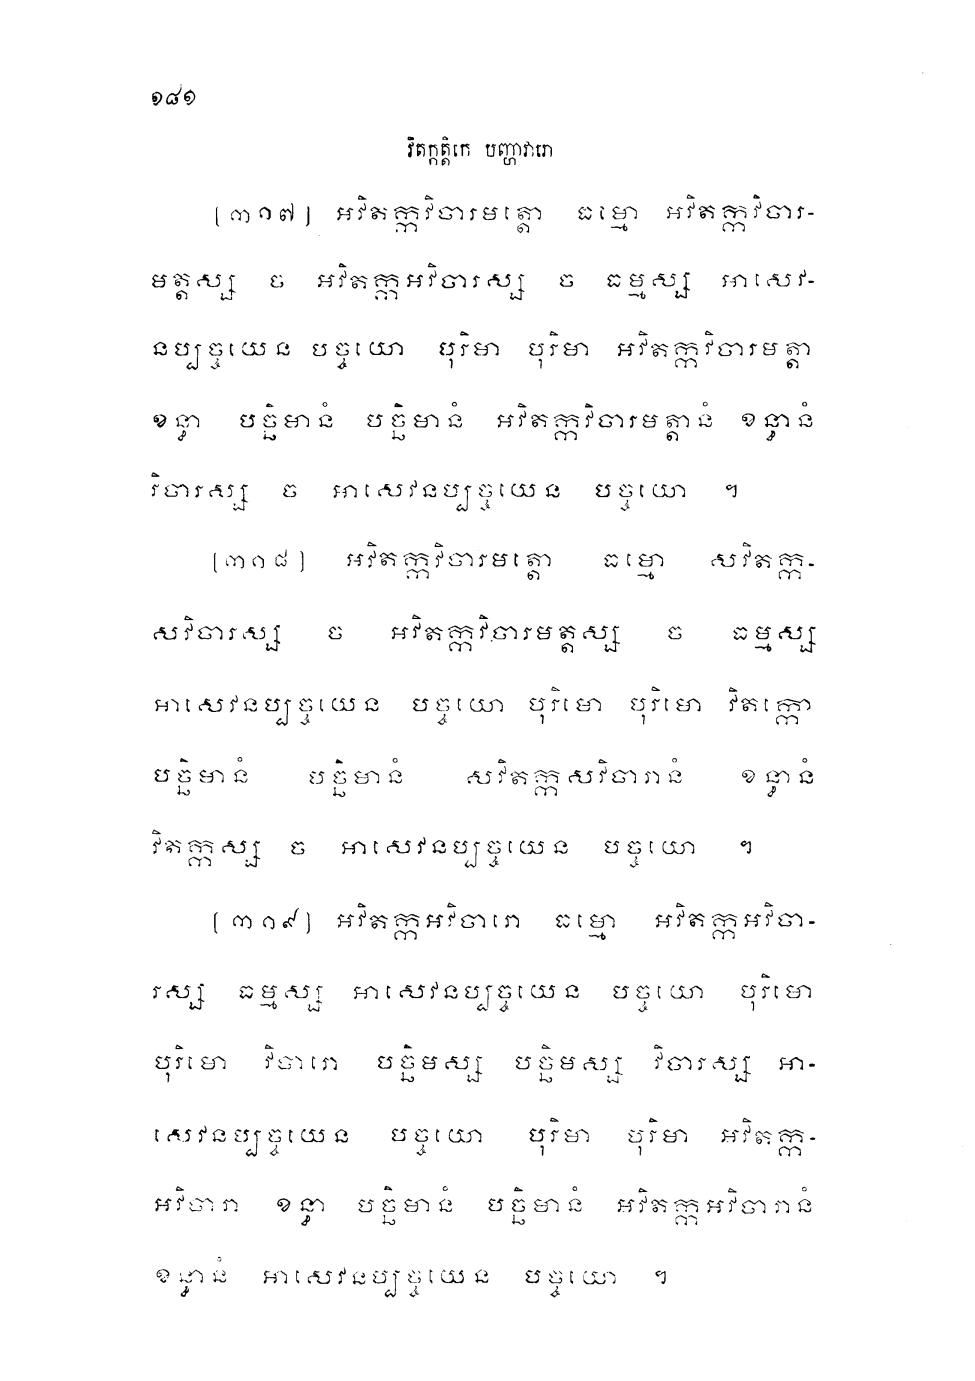 ១៨១
វិតក្កត្តិកេ បញ្ហាវារោ
[៣១៧] អវិតក្កវិចារមត្តោ ធម្មោ អវិតក្កវិចារ-
មត្តស្ស ច អវិតក្កអវិចារស្ស ច ធម្មស្ស អាសេវ-
នប្បច្ចយេន បច្ចយោ បុរិមា បុរិមា អវិតក្កវិចារមត្តា
ខន្ធា បច្ឆិមានំ បច្ឆិមានំ អវិតក្កវិចារមត្តានំ ខន្ធានំ
វិចារស្ស ច អាសេវនប្បច្ចយេន បច្ចយោ ។
[៣១៨] អវិតក្កវិចារមត្តោ ធម្មោ សវិតក្ក-
សវិចារស្ស ច អវិតក្កវិចារមត្តស្ស ច ធម្មស្ស
អាសេវនប្បច្ចយេន បច្ចយោ បុរិមោ បុរិមោ វិតក្កោ
បច្ឆិមានំ បច្ឆិមានំ សវិតក្កសវិចារានំ ខន្ធានំ
វិតក្កស្ស ច អាសេវនប្បច្ចយេន បច្ចយោ ។
[៣១៩] អវិតក្កអវិចារោ ធម្មោ អវិតក្កអវិចា-
រស្ស ធម្មស្ស អាសេវនប្បច្ចយេន បច្ចយោ បុរិមោ
បុរិមោ វិចារោ បច្ឆិមស្ស បច្ឆិមស្ស វិចារស្ស អា-
សេវនប្បច្ចយេន បច្ចយោ បុរិមា បុរិមា អវិតក្ក-
អវិចារា ខន្ធា បច្ឆិមានំ បច្ឆិមានំ អវិតក្កអវិចារានំ
ខន្ធានំ អាសេវនប្បច្ចយេន បច្ចយោ ។